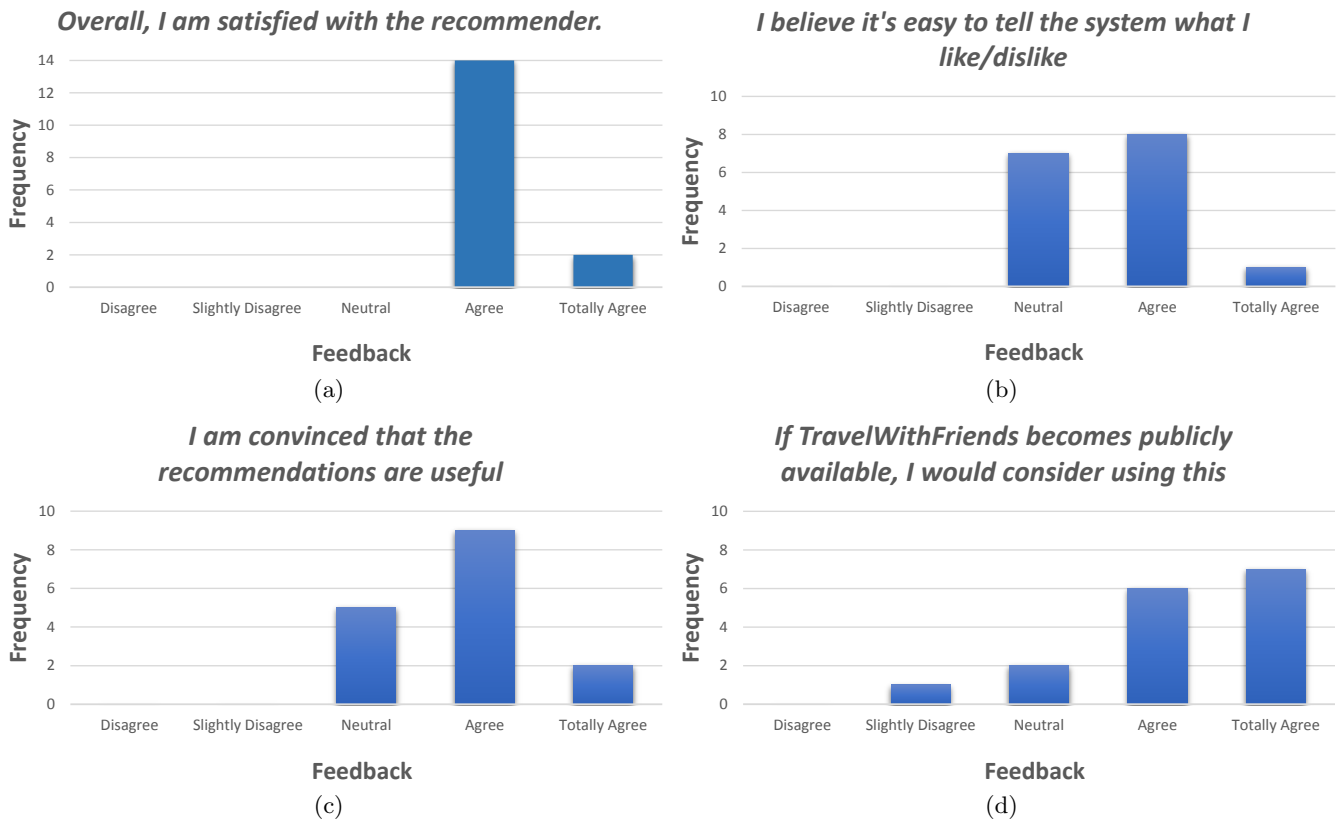 Overall, I am satisfied with the recommender.
14
12
10
8
6
4
2
0
Frequency
Disagree Slightly Disagree Neutral Agree Totally Agree
Feedback
(a)
I believe it's easy to tell the system what I
like/dislike
10
8
6
4
2
0
Frequency
Disagree Slightly Disagree Neutral Agree Totally Agree
Feedback
(b)
I am convinced that the
recommendations are useful
10
8
6
4
2
0
Frequency
Disagree Slightly Disagree Neutral Agree Totally Agree
Feedback
(c)
If TravelWithFriends becomes publicly
available, I would consider using this
10
8
6
4
2
0
Frequency
Disagree Slightly Disagree Neutral Agree Totally Agree
Feedback
(d)